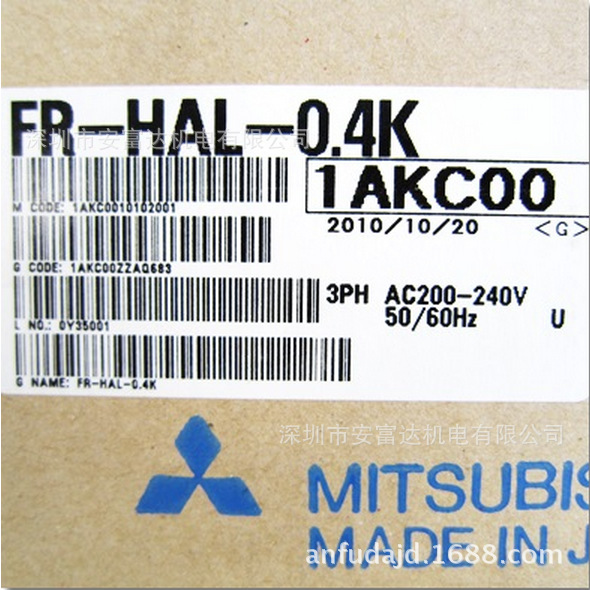 FR-HAL-0.4K
深圳市安富达机电有限公司
1AKC00
M CODE: 1AKC0010102001
2010/10/20 <G>
G CODE: 1AKC00ZZAQ683
3PH AC200-240V
50/60Hz U
L NO.: 0Y35001
G NAME: FR-HAL-0.4K
深圳市安富达机电有限公司
MITSUBIS
MADE IN J
anfudajd.1688.com